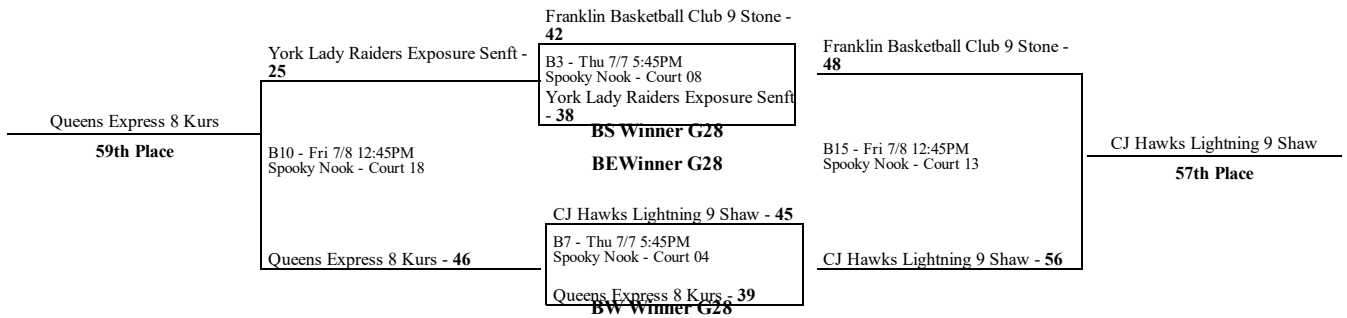 Franklin Basketball Club 9 Stone -
42
York Lady Raiders Exposure Senft -
25
Franklin Basketball Club 9 Stone -
48
B3 - Thu 7/7 5:45PM
Spooky Nook - Court 08
York Lady Raiders Exposure Senft
- 38
Queens Express 8 Kurs
59th Place
BS Winner G28
B10 - Fri 7/8 12:45PM
Spooky Nook - Court 18
BEWinner G28
B15 - Fri 7/8 12:45PM
Spooky Nook - Court 13
CJ Hawks Lightning 9 Shaw
57th Place
CJ Hawks Lightning 9 Shaw - 45
B7 - Thu 7/7 5:45PM
Spooky Nook - Court 04
Queens Express 8 Kurs - 46
CJ Hawks Lightning 9 Shaw - 56
Queens Express 8 Kurs - 39
BW Winner G28